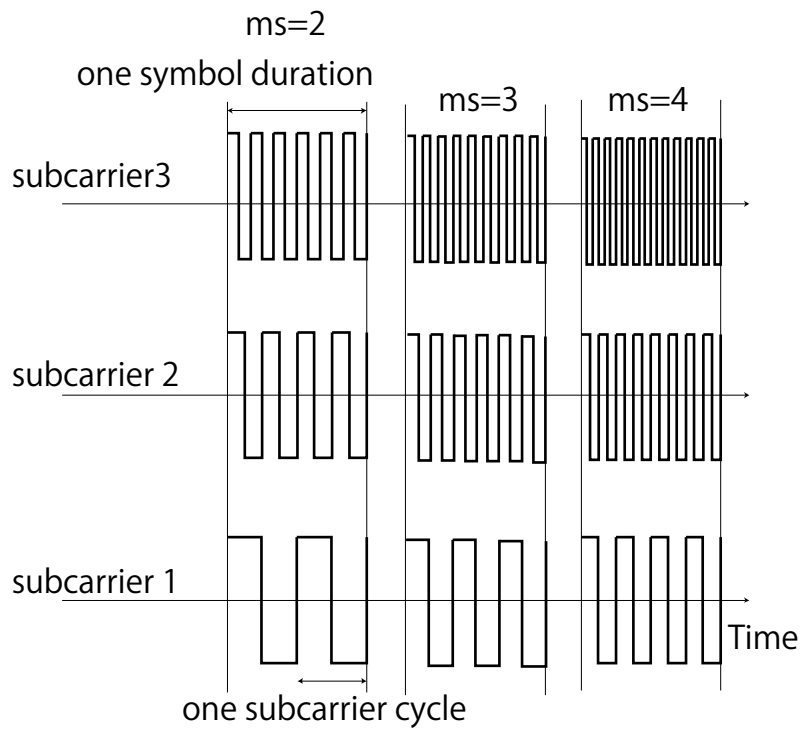 ms=2
one symbol duration
ms=3
ms=4
subcarrier3
subcarrier 2
subcarrier 1
Time
one subcarrier cycle